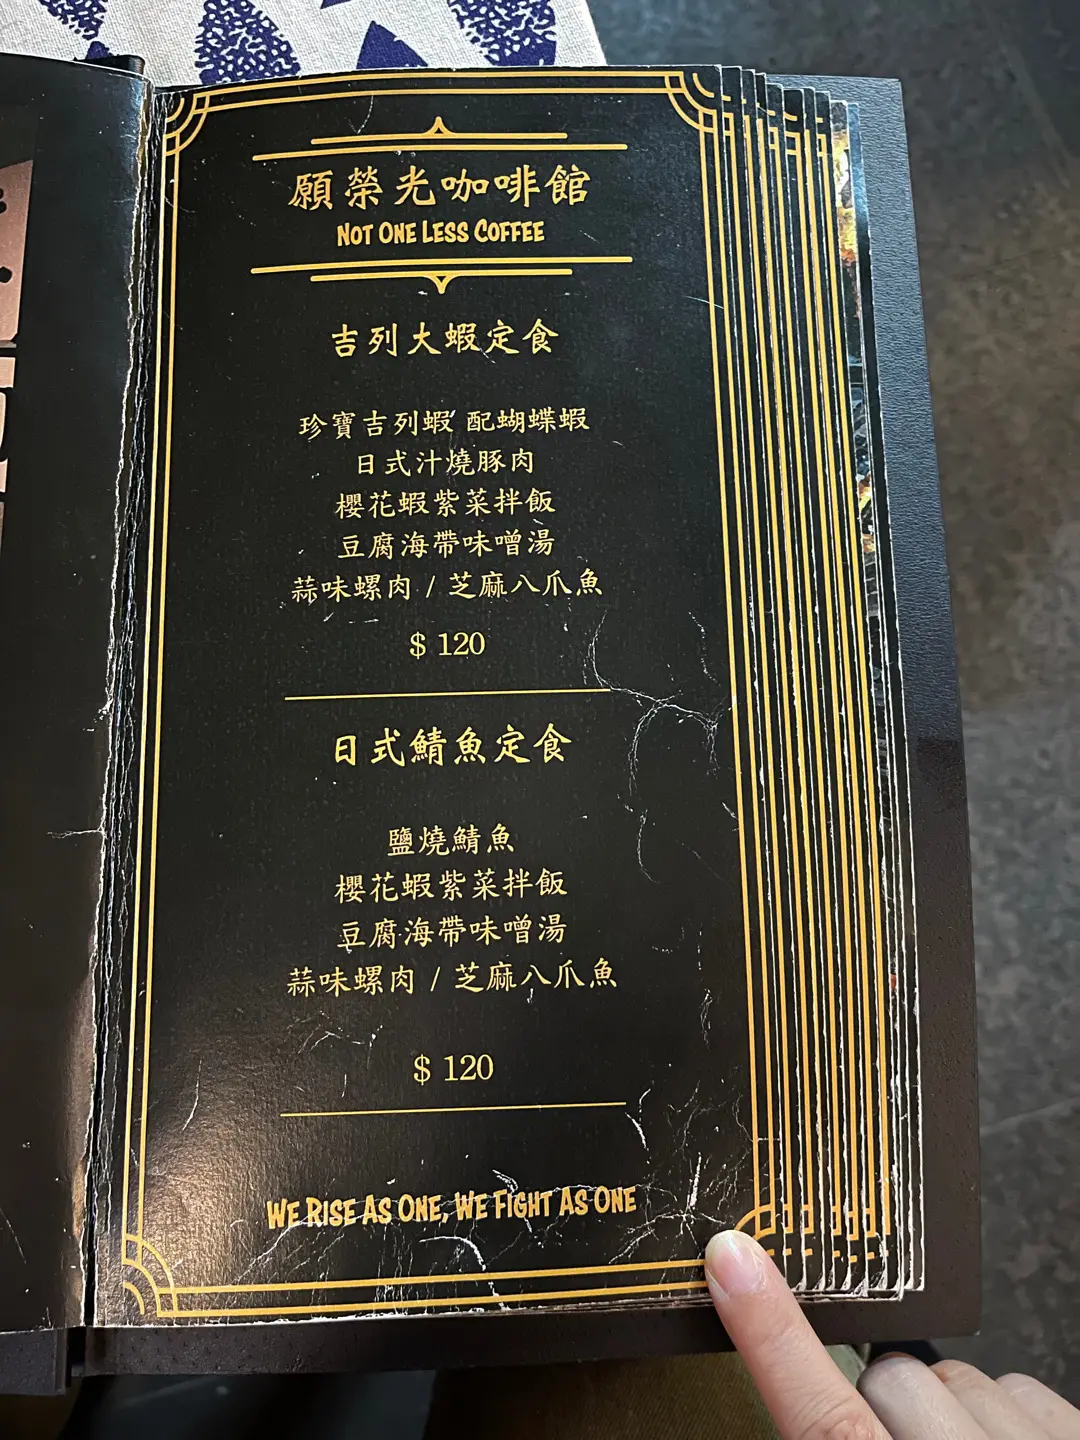 願榮光咖啡館
NOT ONE LESS COFFEE
吉列大蝦定食
珍寶吉列蝦 配蝴蝶蝦
日式汁燒豚肉
櫻花蝦紫菜拌飯
豆腐海帶味噌湯
蒜味螺肉 / 芝麻八爪魚
$ 120
日式鯖魚定食
鹽燒鯖魚
櫻花蝦紫菜拌飯
豆腐海帶味噌湯
蒜味螺肉 / 芝麻八爪魚
$ 120
WE RISE AS ONE, WE FIGHT AS ONE